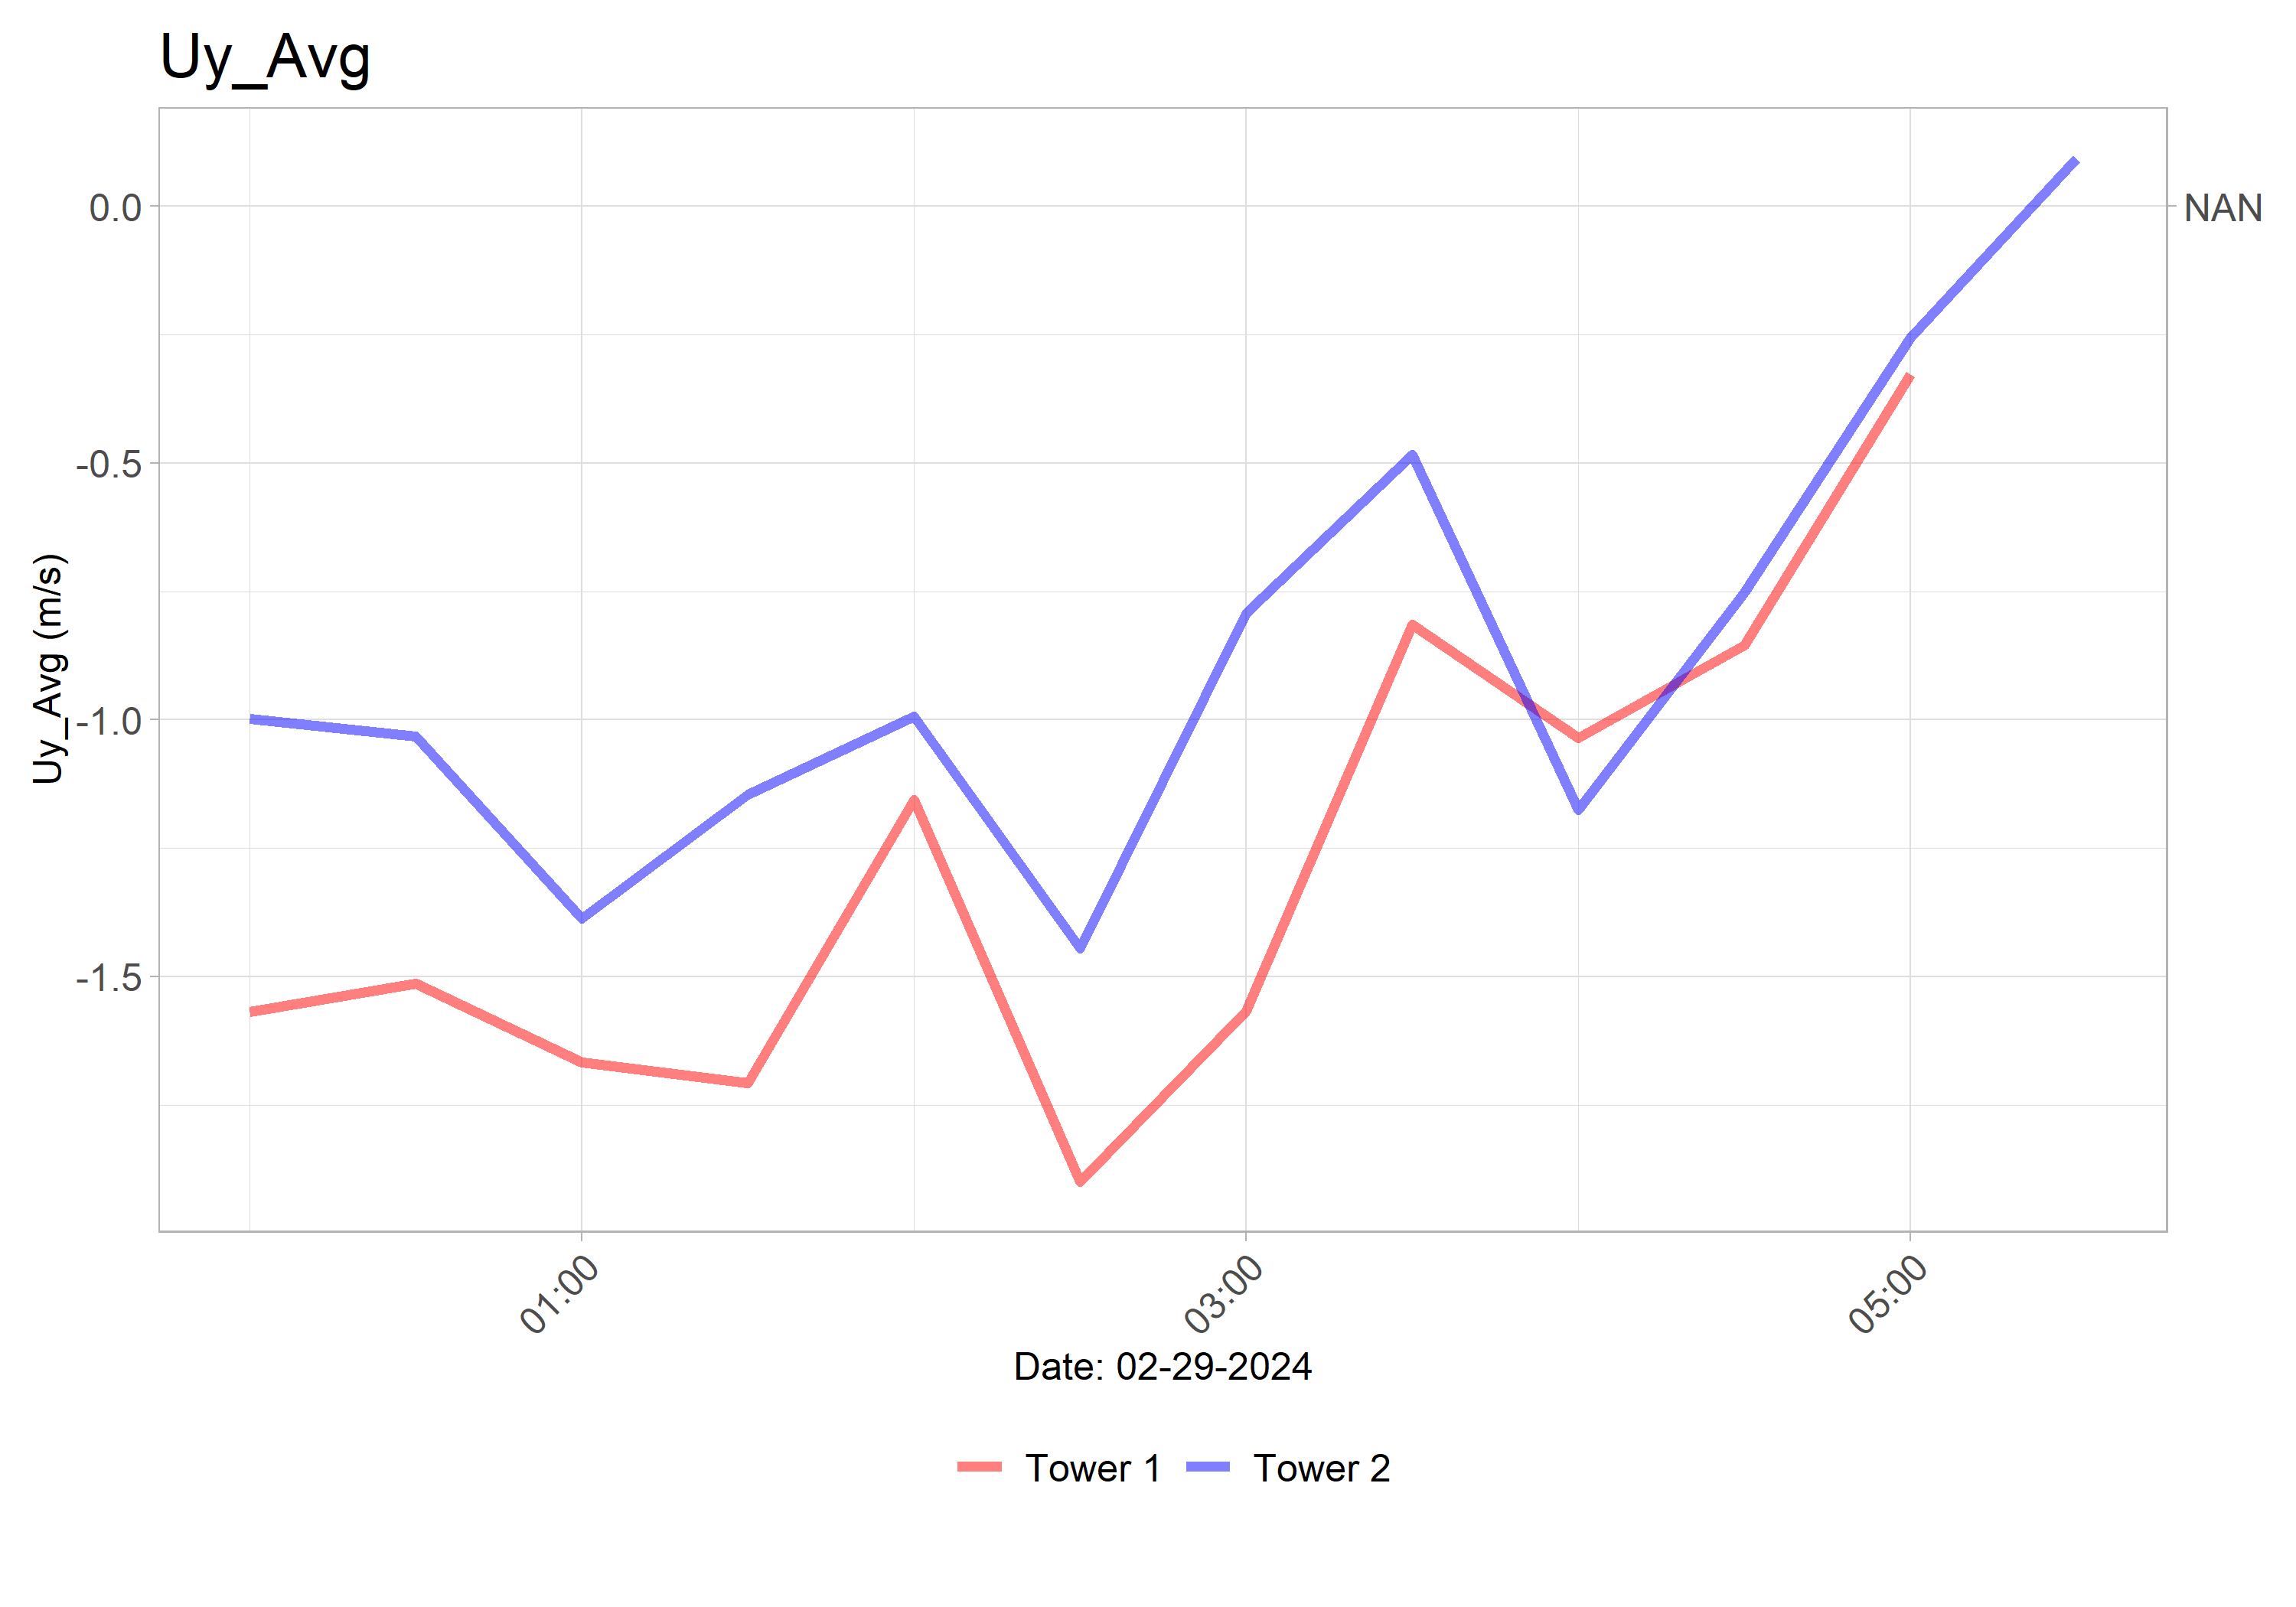 Uy_Avg
0.0
NAN
-0.5
-1.0
-1.5
Uy_Avg (m/s)
01:00
03:00
05:00
Date: 02-29-2024
Tower 1
Tower 2